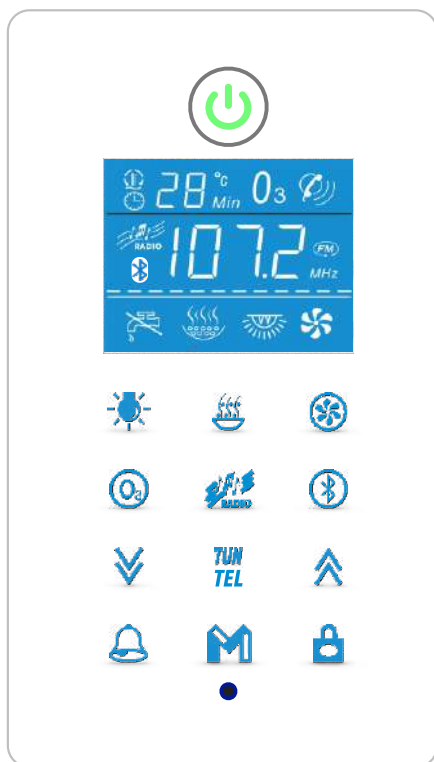 28 °C Min O3
RADIO 107.2 FM
MHz
O3 RADIO
TUN
TEL
M